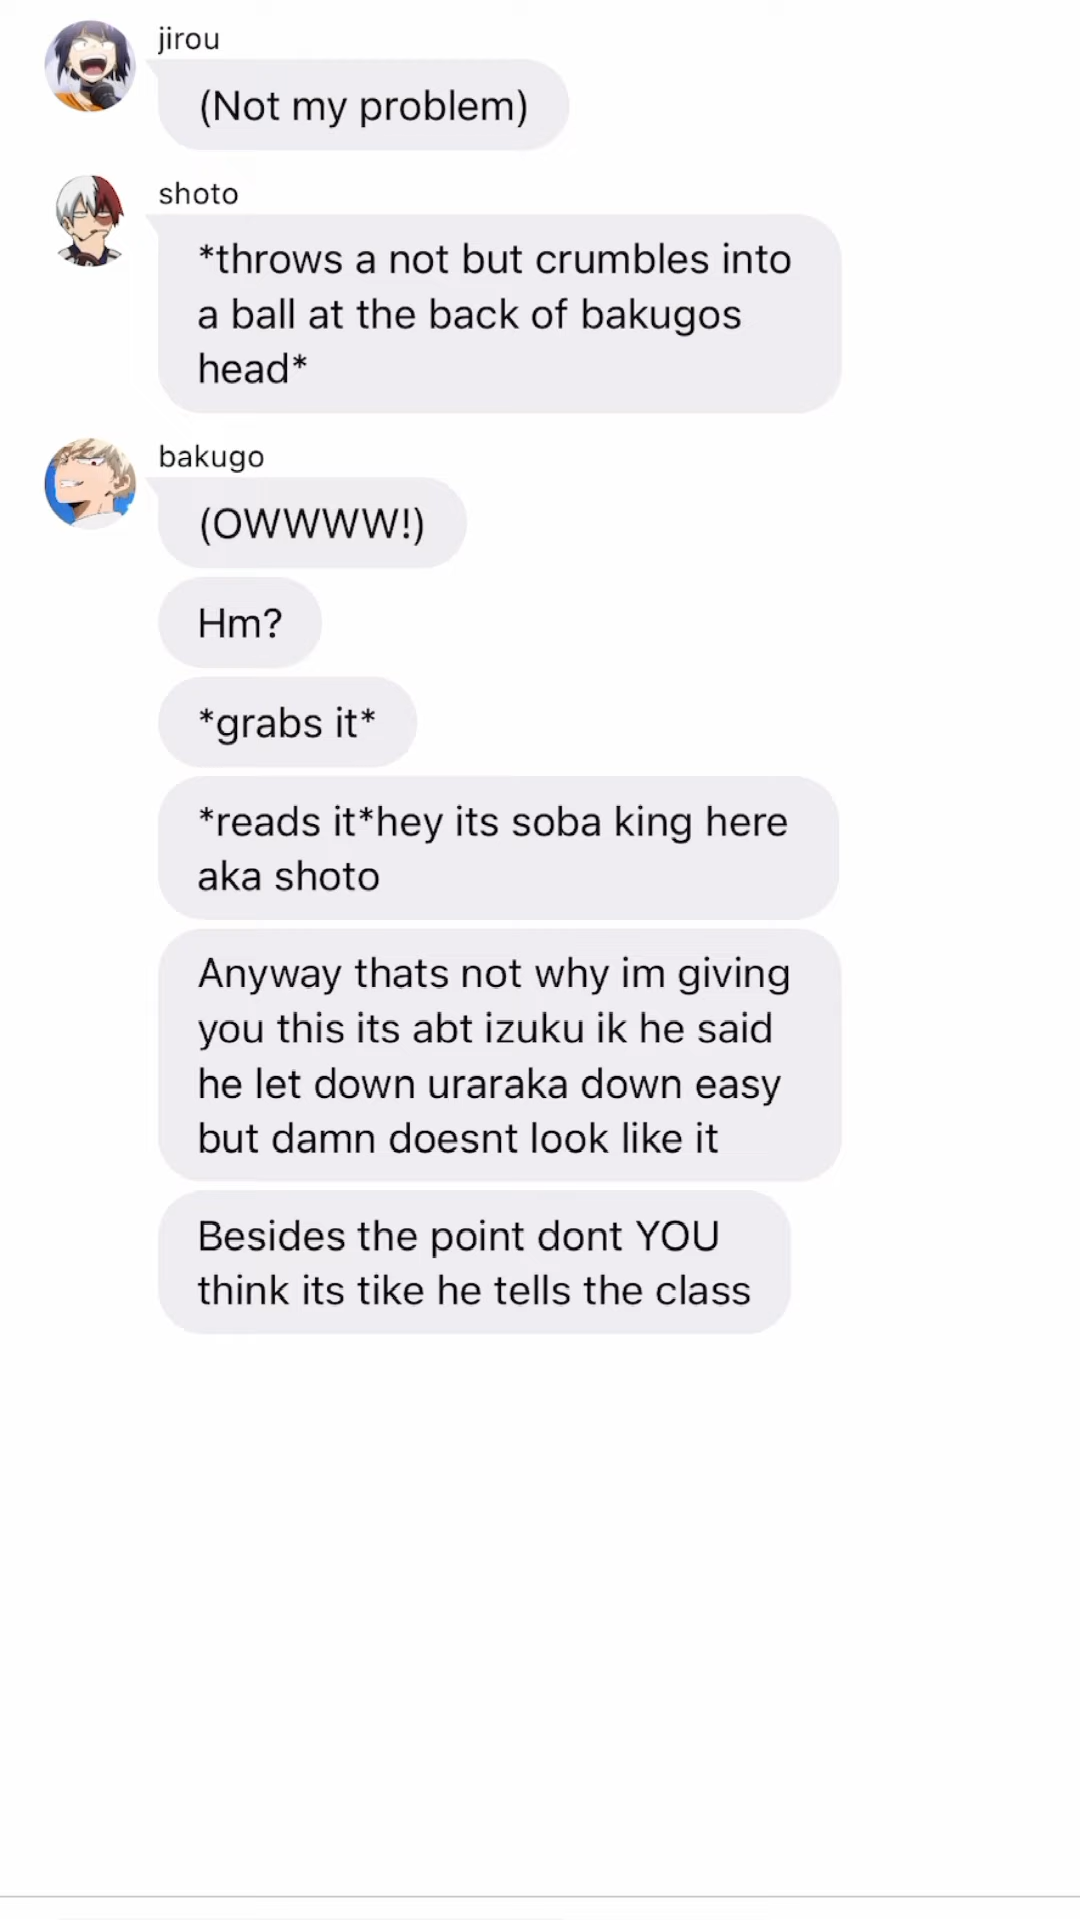 jirou
(Not my problem)
shoto
*throws a not but crumbles into
a ball at the back of bakugos
head*
bakugo
(OWWWW!)
Hm?
*grabs it*
*reads it*hey its soba king here
aka shoto
Anyway thats not why im giving
you this its abt izuku ik he said
he let down uraraka down easy
but damn doesnt look like it
Besides the point dont YOU
think its tike he tells the class